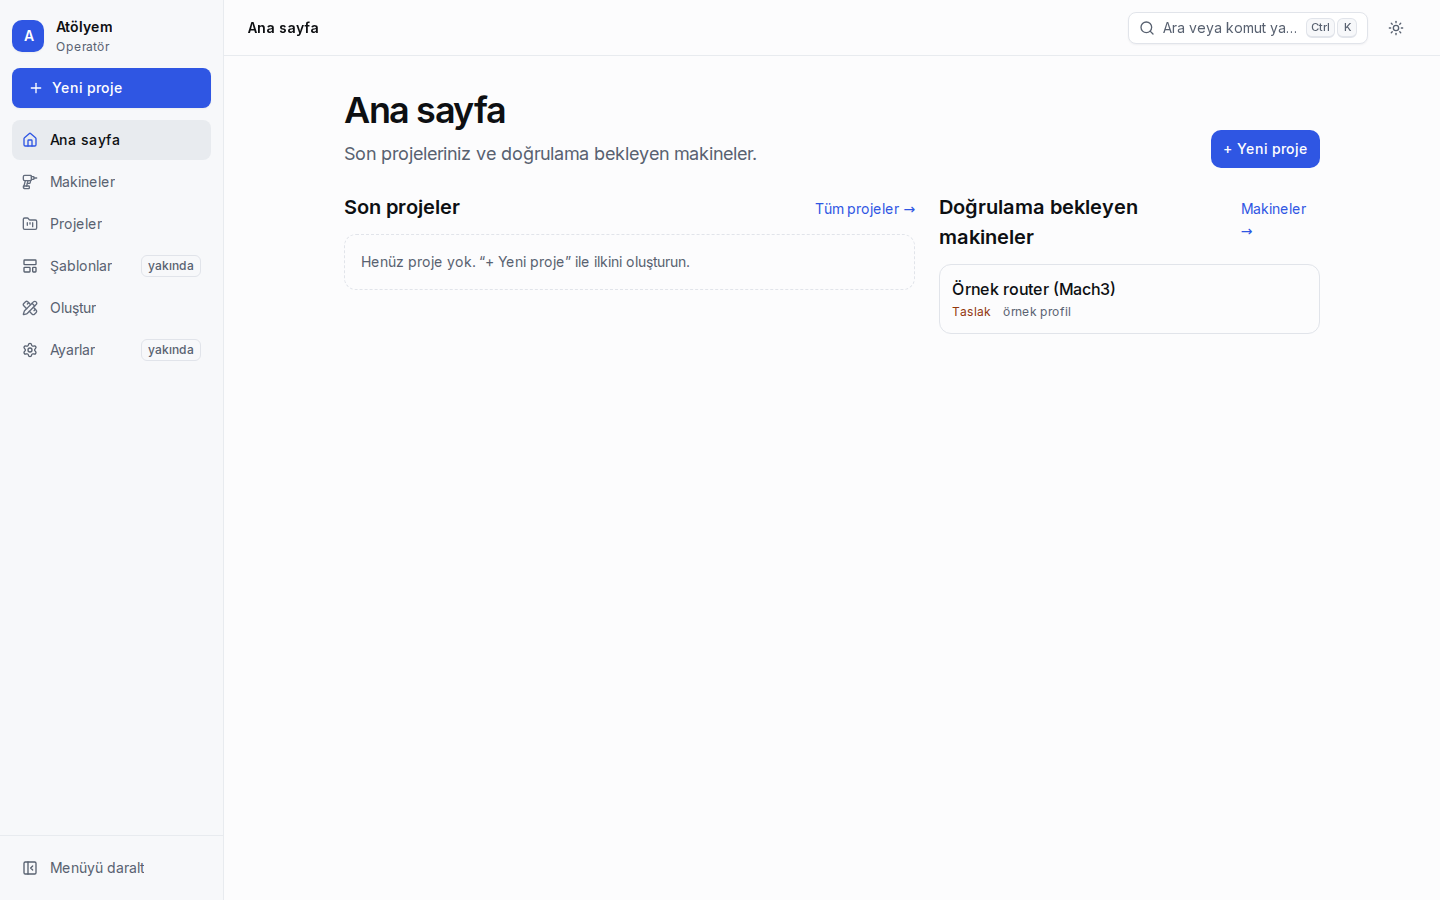 A
Atölyem
Operatör
+ Yeni proje
Ana sayfa
Makineler
Projeler
Şablonlar yakında
Oluştur
Ayarlar yakında
Menüyü daralt
Ana sayfa
Ara veya komut ya... Ctrl K
Ana sayfa
Son projeleriniz ve doğrulama bekleyen makineler.
+ Yeni proje
Son projeler
Tüm projeler →
Henüz proje yok. “+ Yeni proje” ile ilkini oluşturun.
Doğrulama bekleyen
makineler
Makineler
→
Örnek router (Mach3)
Taslak örnek profil